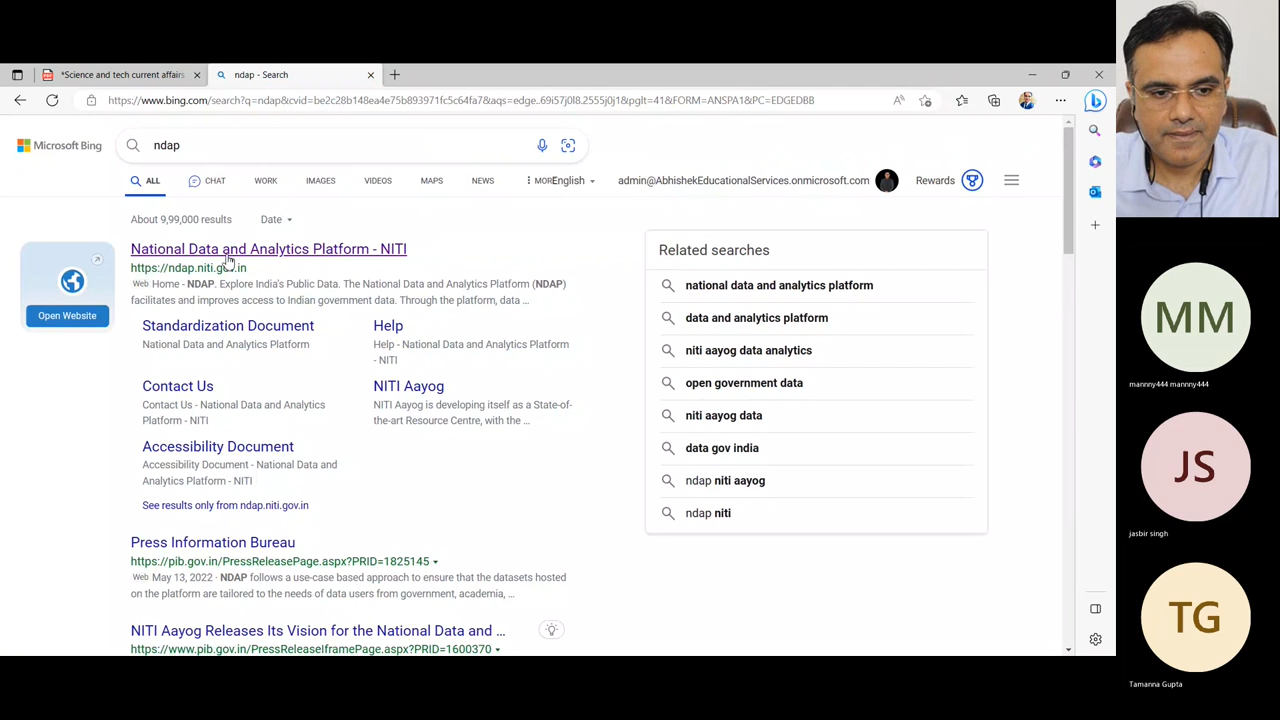 *Science and tech current affairs
ndap - Search
https://www.bing.com/search?q=ndap&cvid=be2c28b148ea4e75b893971fc5c64fa7&aqs=edge..69i57j0l8.2555j0j1&pglt=41&FORM=ANSPA1&PC=EDGEDBB
Microsoft Bing
ndap
ALL
CHAT
WORK
IMAGES
VIDEOS
MAPS
NEWS
MORE
English
admin@AbhishekEducationalServices.onmicrosoft.com
Rewards
About 9,99,000 results
Date
National Data and Analytics Platform - NITI
https://ndap.niti.gov.in
Web Home - NDAP. Explore India's Public Data. The National Data and Analytics Platform (NDAP)
facilitates and improves access to Indian government data. Through the platform, data ...
Open Website
Standardization Document
National Data and Analytics Platform
Help
Help - National Data and Analytics Platform
- NITI
Contact Us
Contact Us - National Data and Analytics
Platform - NITI
NITI Aayog
NITI Aayog is developing itself as a State-of-
the-art Resource Centre, with the ...
Accessibility Document
Accessibility Document - National Data and
Analytics Platform - NITI
See results only from ndap.niti.gov.in
Press Information Bureau
https://pib.gov.in/PressReleasePage.aspx?PRID=1825145
Web May 13, 2022 · NDAP follows a use-case based approach to ensure that the datasets hosted
on the platform are tailored to the needs of data users from government, academia, ...
NITI Aayog Releases Its Vision for the National Data and ...
https://www.pib.gov.in/PressReleaseIframePage.aspx?PRID=1600370
Related searches
national data and analytics platform
data and analytics platform
niti aayog data analytics
open government data
niti aayog data
data gov india
ndap niti aayog
ndap niti
MM
mannny444 mannny444
JS
jasbir singh
TG
Tamanna Gupta